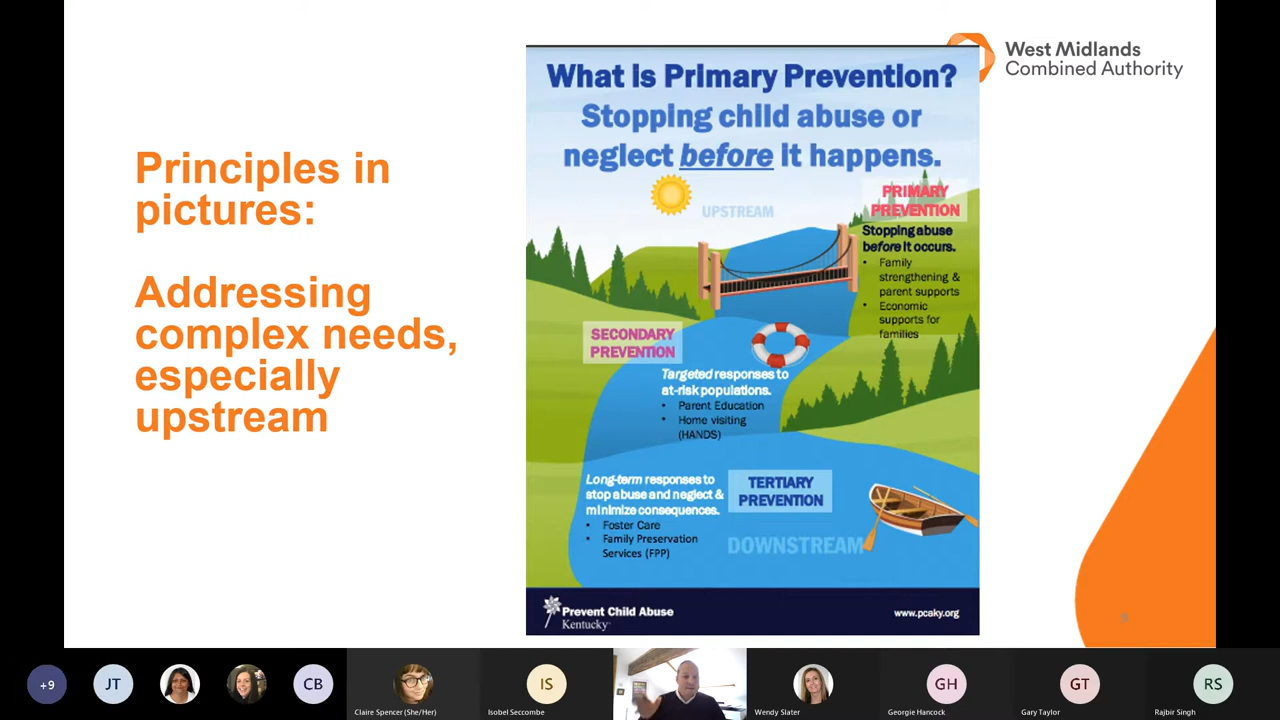 West Midlands
Combined Authority
Principles in
pictures:
Addressing
complex needs,
especially
upstream
What Is Primary Prevention?
Stopping child abuse or
neglect before it happens.
UPSTREAM
PRIMARY
PREVENTION
Stopping abuse
before it occurs.
• Family
strengthening &
parent supports
• Economic
supports for
families
SECONDARY
PREVENTION
Targeted responses to
at-risk populations.
• Parent Education
• Home visiting
(HANDS)
Long-term responses to
stop abuse and neglect &
minimize consequences.
• Foster Care
• Family Preservation
Services (FPP)
TERTIARY
PREVENTION
DOWNSTREAM
Prevent Child Abuse
Kentucky
www.pcaky.org
+9
JT
CB
Claire Spencer (She/Her)
IS
Isobel Seccombe
Wendy Slater
GH
Georgie Hancock
GT
Gary Taylor
RS
Rajbir Singh